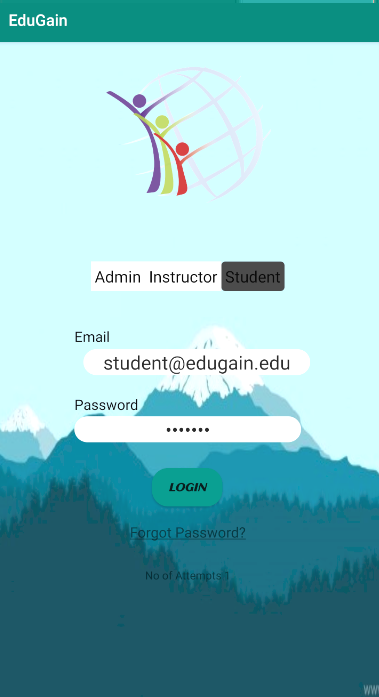 EduGain
Admin Instructor Student
Email
student@edugain.edu
Password
•••••••
LOGIN
Forgot Password?
No of Attempts 1